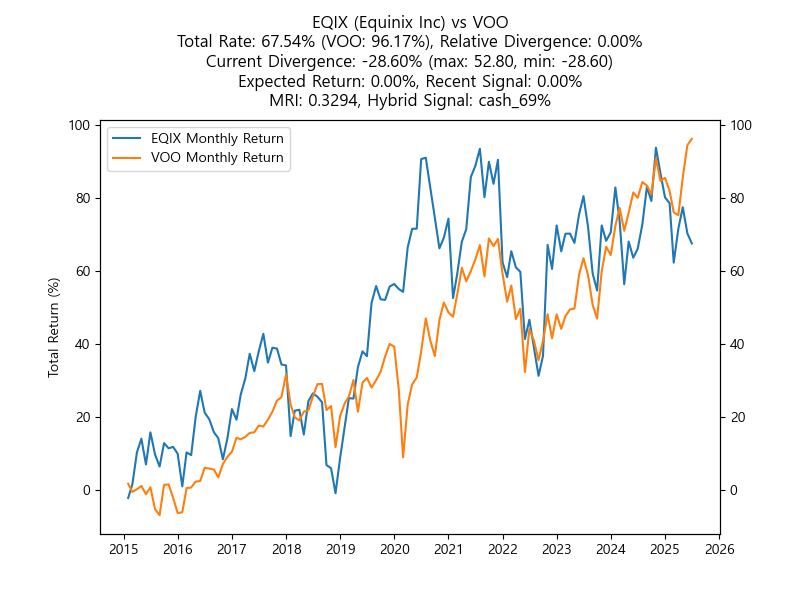 EQIX (Equinix Inc) vs VOO
Total Rate: 67.54% (VOO: 96.17%), Relative Divergence: 0.00%
Current Divergence: -28.60% (max: 52.80, min: -28.60)
Expected Return: 0.00%, Recent Signal: 0.00%
MRI: 0.3294, Hybrid Signal: cash_69%
EQIX Monthly Return
VOO Monthly Return
Total Return (%)
100
80
60
40
20
0
100
80
60
40
20
0
2015 2016 2017 2018 2019 2020 2021 2022 2023 2024 2025 2026